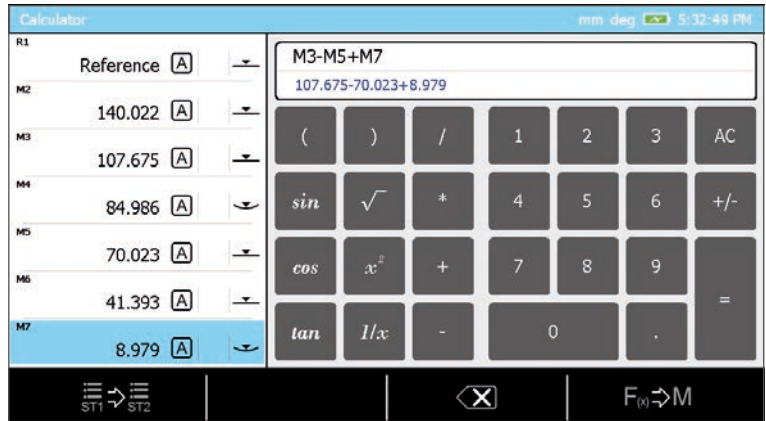 Calculator
mm deg 5:32:49 PM
R1
Reference A
M2
140.022 A
M3
107.675 A
M4
84.986 A
M5
70.023 A
M6
41.393 A
M7
8.979 A
M3-M5+M7
107.675-70.023+8.979
( ) / 1 2 3 AC
sin √ * 4 5 6 +/-
cos x² + 7 8 9
=
tan 1/x - 0 .
ST1 ST2
X
F(x) M